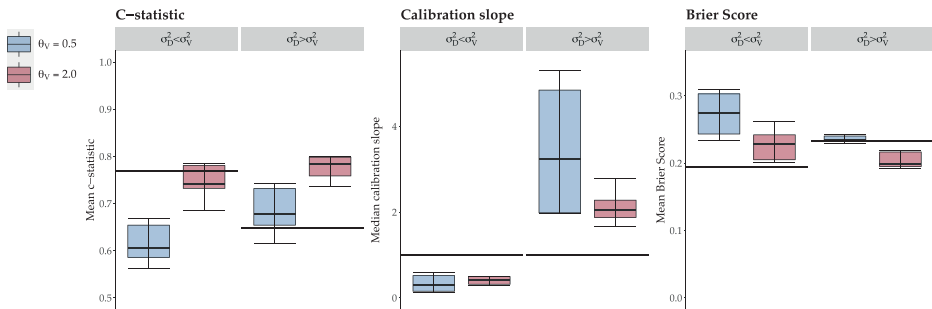 C−statistic
Calibration slope
Brier Score
θV = 0.5
θV = 2.0
σ²D<σ²V
σ²D>σ²V
σ²D<σ²V
σ²D>σ²V
σ²D<σ²V
σ²D>σ²V
Mean c−statistic
1.0
0.9
0.8
0.7
0.6
0.5
Median calibration slope
4
2
0
Mean Brier Score
0.3
0.2
0.1
0.0